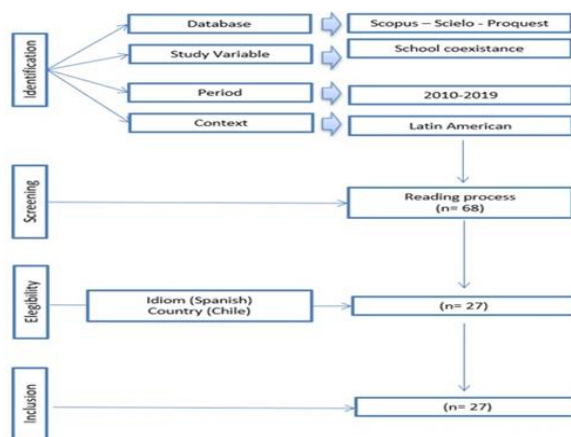 Identification
Database
Scopus – Scielo - Proquest
Study Variable
School coexistance
Period
2010-2019
Context
Latin American
Screening
Reading process
(n= 68)
Elegibility
Idiom (Spanish)
Country (Chile)
(n= 27)
Inclusion
(n= 27)